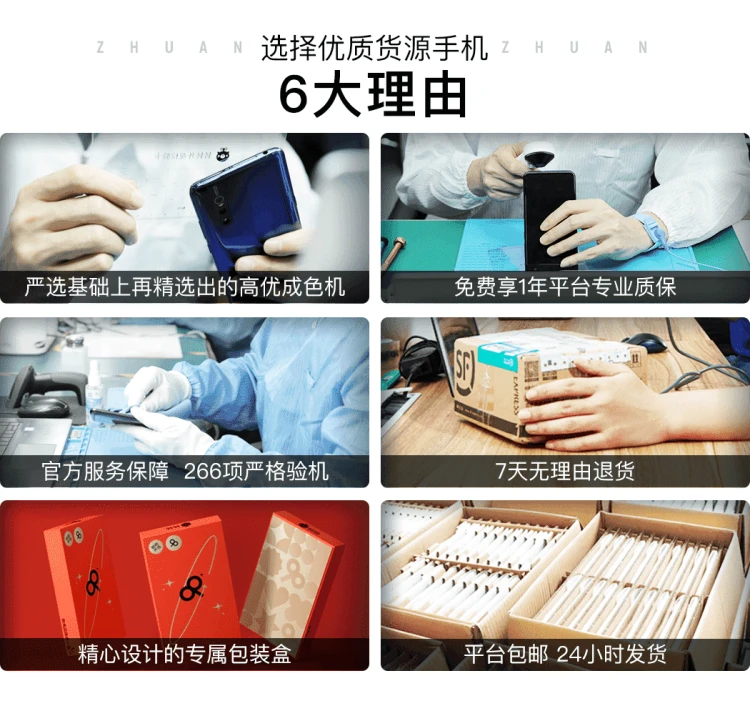 ZHUAN 选择优质货源手机 ZHUAN
6大理由
严选基础上再精选出的高优成色机
免费享1年平台专业质保
官方服务保障 266项严格验机
SF
EXPRESS
7天无理由退货
精心设计的专属包装盒
平台包邮 24小时发货